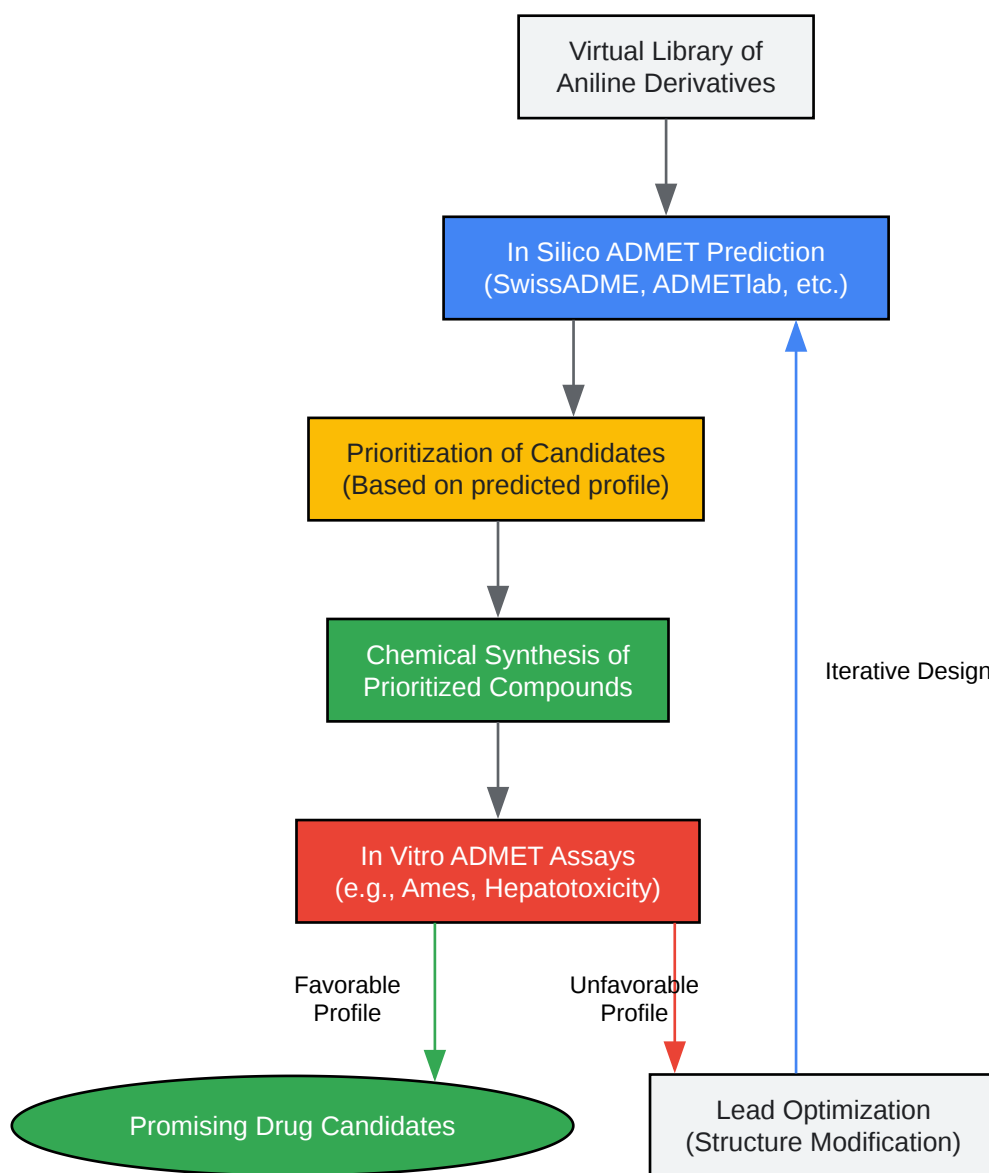 Virtual Library of
Aniline Derivatives
In Silico ADMET Prediction
(SwissADME, ADMETlab, etc.)
Prioritization of Candidates
(Based on predicted profile)
Chemical Synthesis of
Prioritized Compounds
Iterative Design
In Vitro ADMET Assays
(e.g., Ames, Hepatotoxicity)
Favorable
Profile
Unfavorable
Profile
Promising Drug Candidates
Lead Optimization
(Structure Modification)